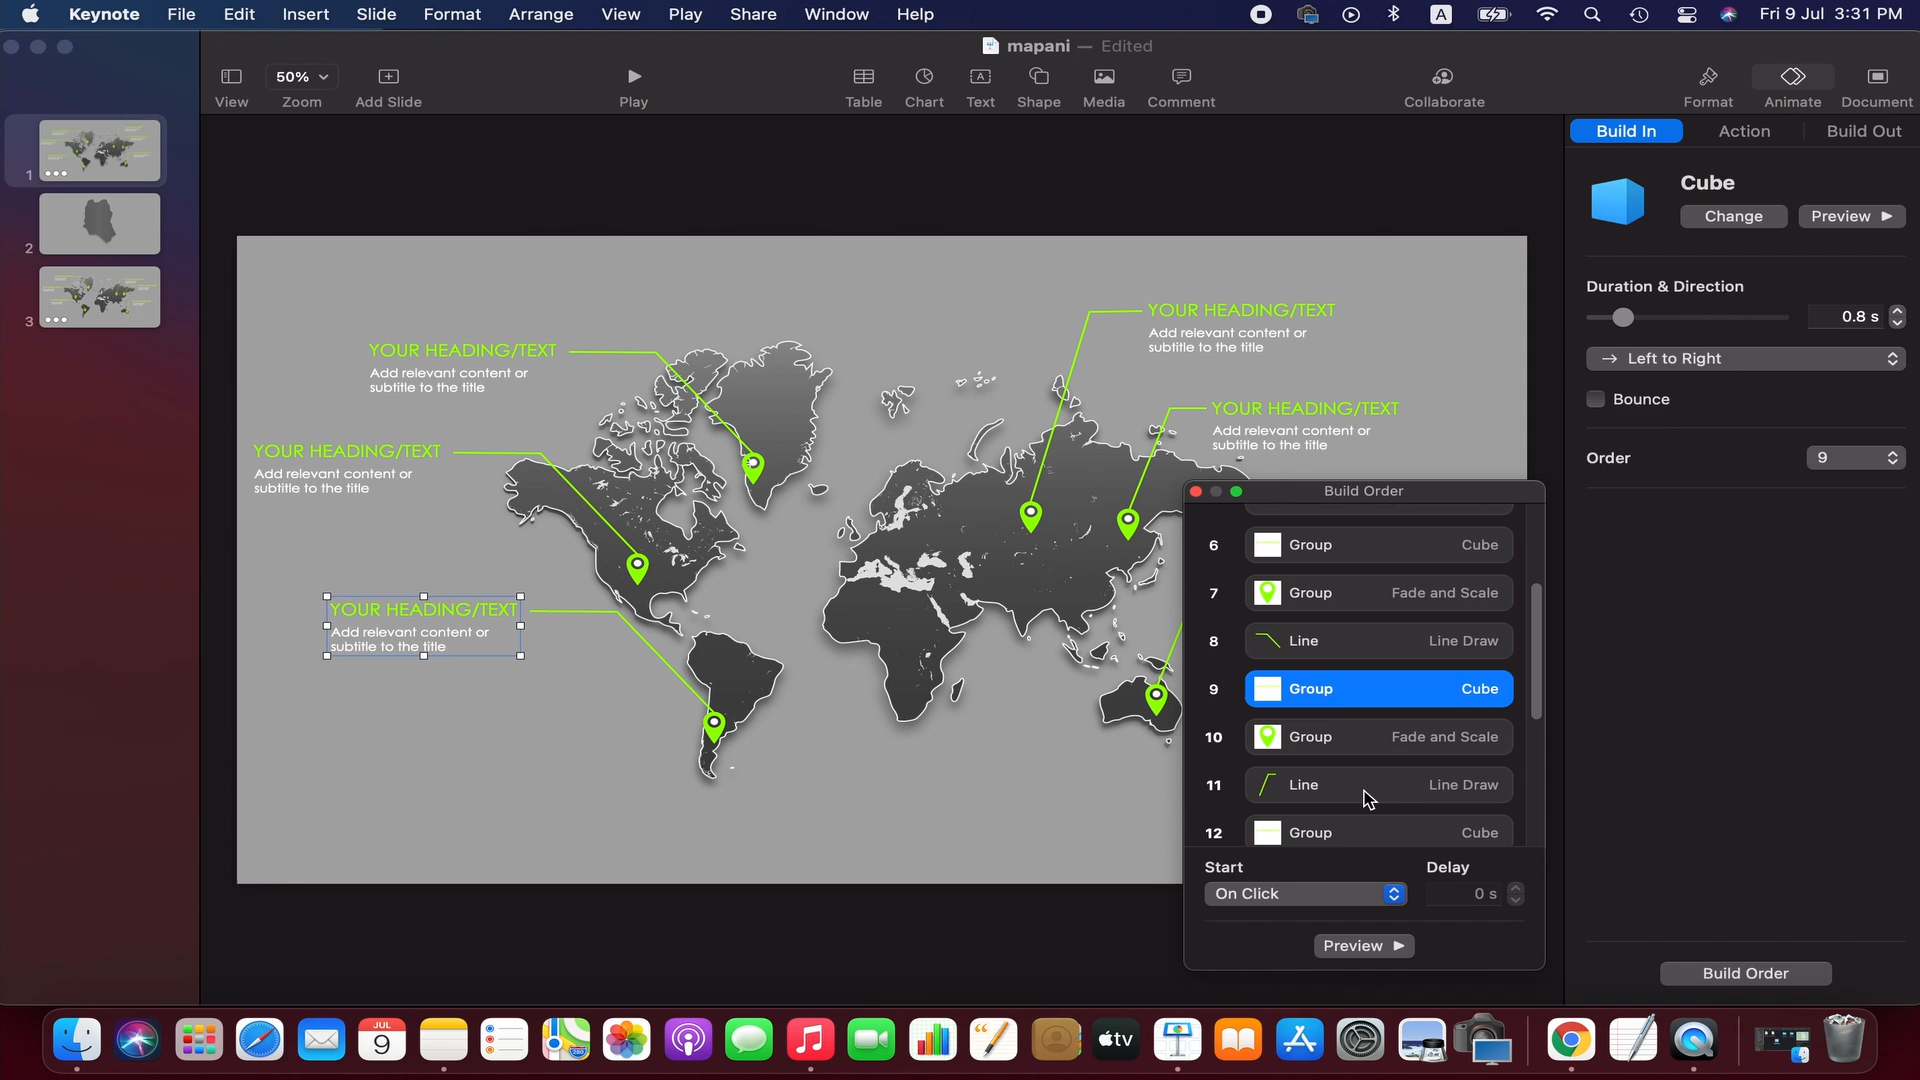 Keynote File Edit Insert Slide Format Arrange View Play Share Window Help
A
Fri 9 Jul 3:31 PM
mapani — Edited
50%
View Zoom Add Slide Play Table Chart Text Shape Media Comment Collaborate Format Animate Document
1
2
3
YOUR HEADING/TEXT
Add relevant content or
subtitle to the title
YOUR HEADING/TEXT
Add relevant content or
subtitle to the title
YOUR HEADING/TEXT
Add relevant content or
subtitle to the title
YOUR HEADING/TEXT
Add relevant content or
subtitle to the title
YOUR HEADING/TEXT
Add relevant content or
subtitle to the title
Build Order
6 Group Cube
7 Group Fade and Scale
8 Line Line Draw
9 Group Cube
10 Group Fade and Scale
11 Line Line Draw
12 Group Cube
Start Delay
On Click 0 s
Preview
Build In Action Build Out
Cube
Change Preview
Duration & Direction
0.8 s
Left to Right
Bounce
Order 9
Build Order
JUL
9
280
tv